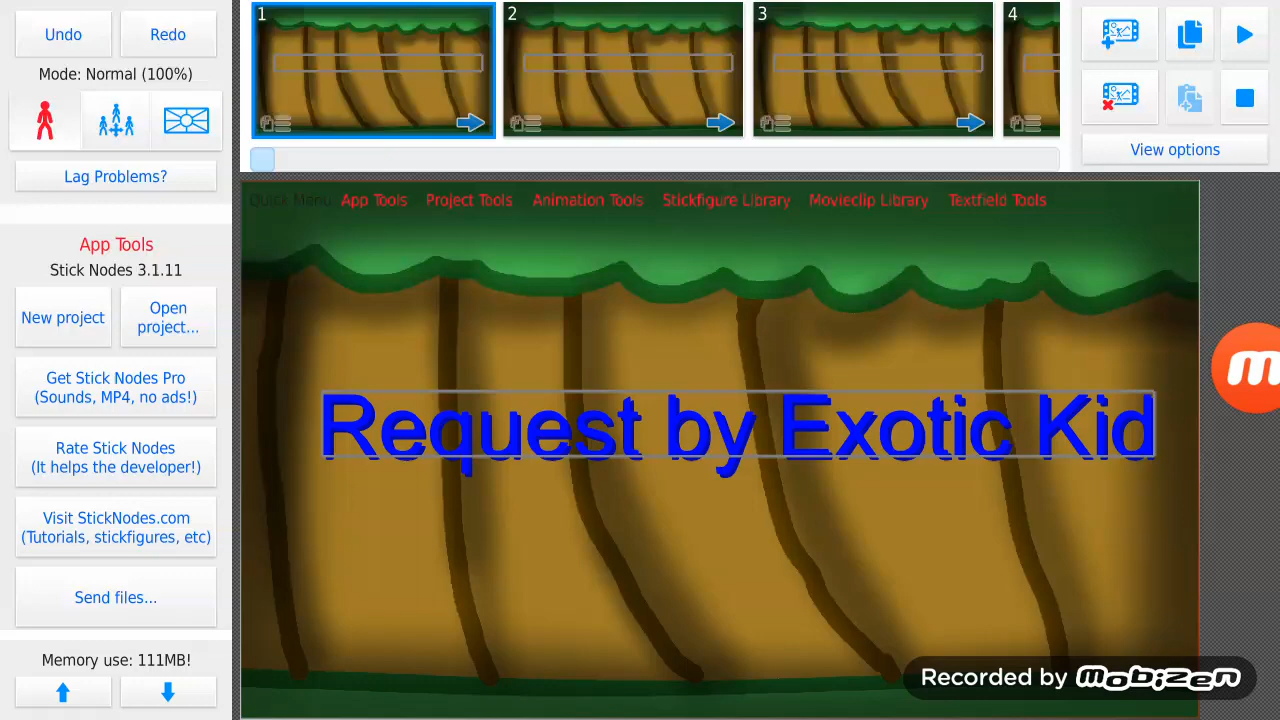 Undo
Redo
Mode: Normal (100%)
Lag Problems?
App Tools
Stick Nodes 3.1.11
New project
Open
project...
Get Stick Nodes Pro
(Sounds, MP4, no ads!)
Rate Stick Nodes
(It helps the developer!)
Visit StickNodes.com
(Tutorials, stickfigures, etc)
Send files...
Memory use: 111MB!
1
2
3
4
View options
Quick Menu App Tools Project Tools Animation Tools Stickfigure Library Movieclip Library Textfield Tools
Request by Exotic Kid
m
Recorded by mobizen